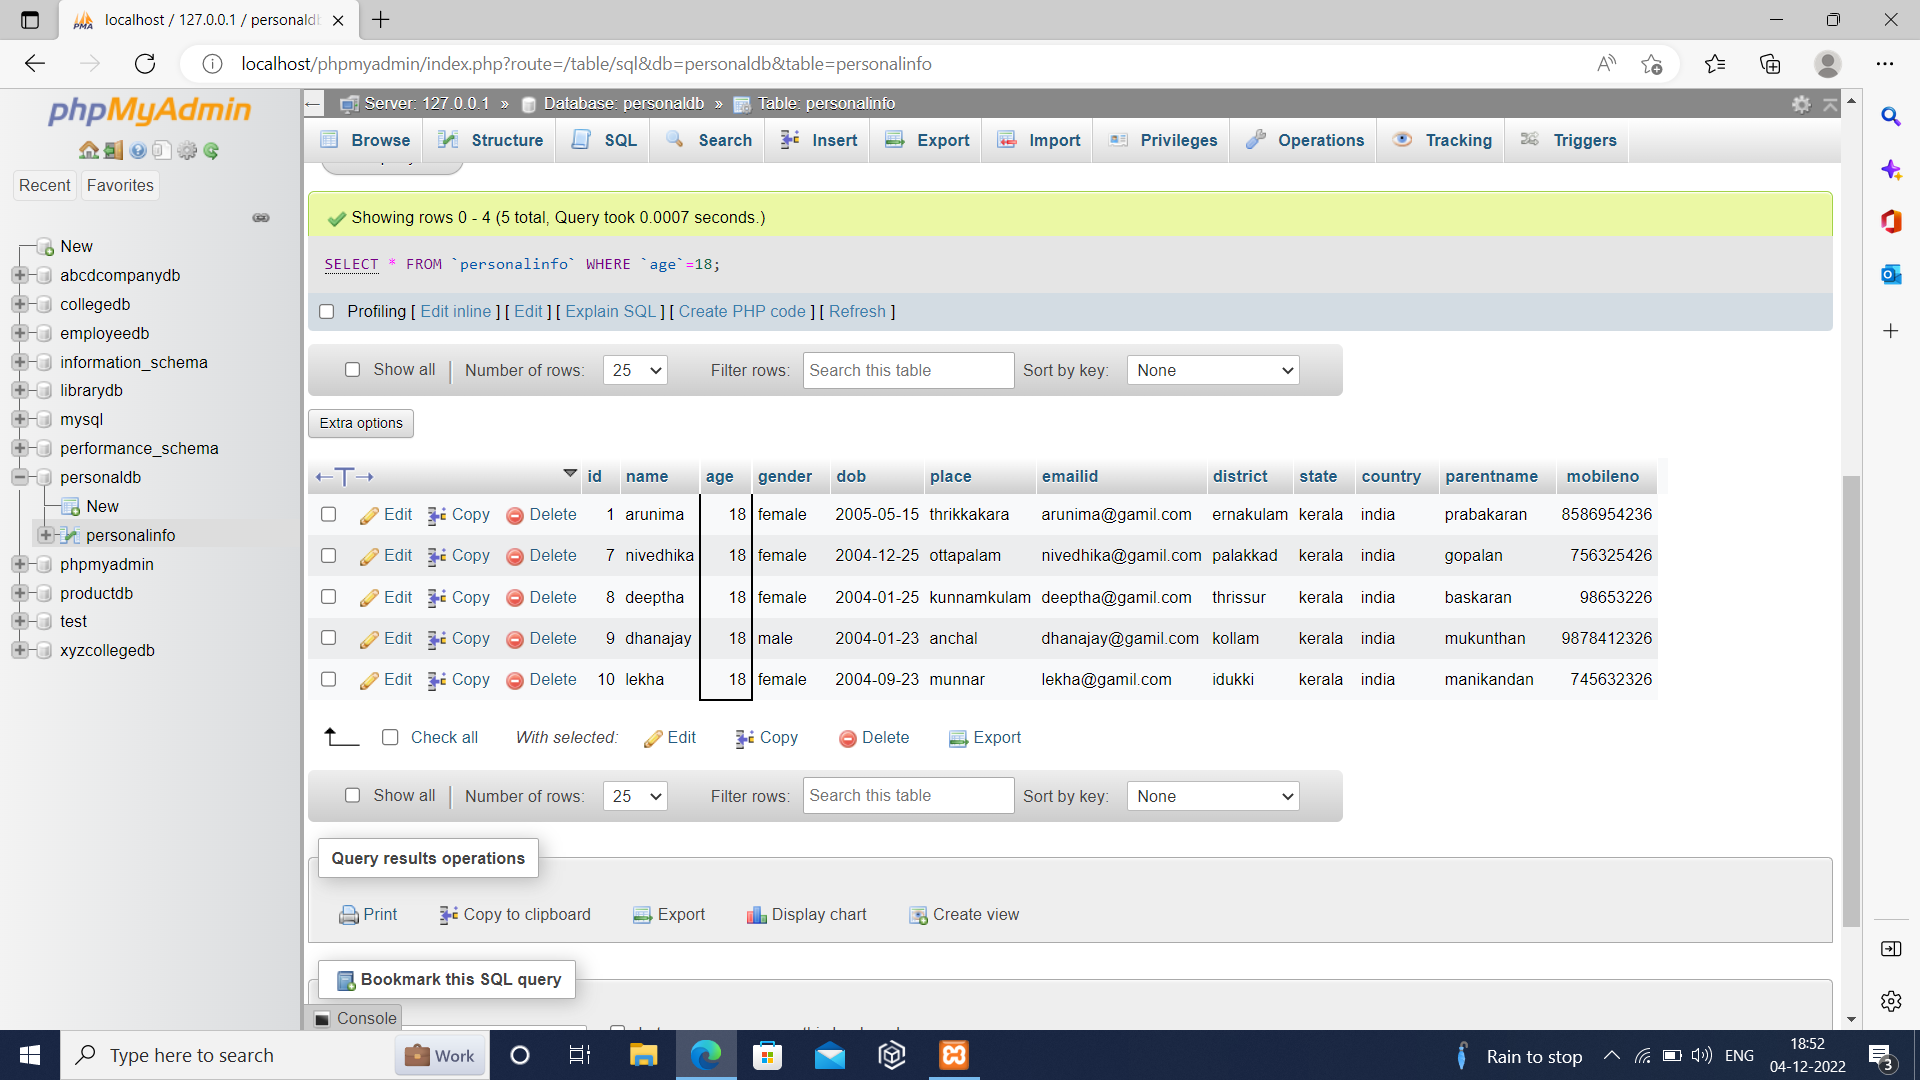 localhost / 127.0.0.1 / personaldb
localhost/phpmyadmin/index.php?route=/table/sql&db=personaldb&table=personalinfo
phpMyAdmin
Recent
Favorites
New
abcdcompanydb
collegedb
employeedb
information_schema
librarydb
mysql
performance_schema
personaldb
New
personalinfo
phpmyadmin
productdb
test
xyzcollegedb
Server: 127.0.0.1 » Database: personaldb » Table: personalinfo
Browse Structure SQL Search Insert Export Import Privileges Operations Tracking Triggers
Showing rows 0 - 4 (5 total, Query took 0.0007 seconds.)
SELECT * FROM `personalinfo` WHERE `age`=18;
Profiling [ Edit inline ] [ Edit ] [ Explain SQL ] [ Create PHP code ] [ Refresh ]
Show all | Number of rows: 25 Filter rows: Search this table Sort by key: None
Extra options
←T→ id name age gender dob place emailid district state country parentname mobileno
Edit Copy Delete 1 arunima 18 female 2005-05-15 thrikkakara arunima@gamil.com ernakulam kerala india prabakaran 8586954236
Edit Copy Delete 7 nivedhika 18 female 2004-12-25 ottapalam nivedhika@gamil.com palakkad kerala india gopalan 756325426
Edit Copy Delete 8 deeptha 18 female 2004-01-25 kunnamkulam deeptha@gamil.com thrissur kerala india baskaran 98653226
Edit Copy Delete 9 dhanajay 18 male 2004-01-23 anchal dhanajay@gamil.com kollam kerala india mukunthan 9878412326
Edit Copy Delete 10 lekha 18 female 2004-09-23 munnar lekha@gamil.com idukki kerala india manikandan 745632326
Check all With selected: Edit Copy Delete Export
Show all | Number of rows: 25 Filter rows: Search this table Sort by key: None
Query results operations
Print Copy to clipboard Export Display chart Create view
Bookmark this SQL query
Console
Type here to search
Work
Rain to stop
ENG
18:52
04-12-2022
3